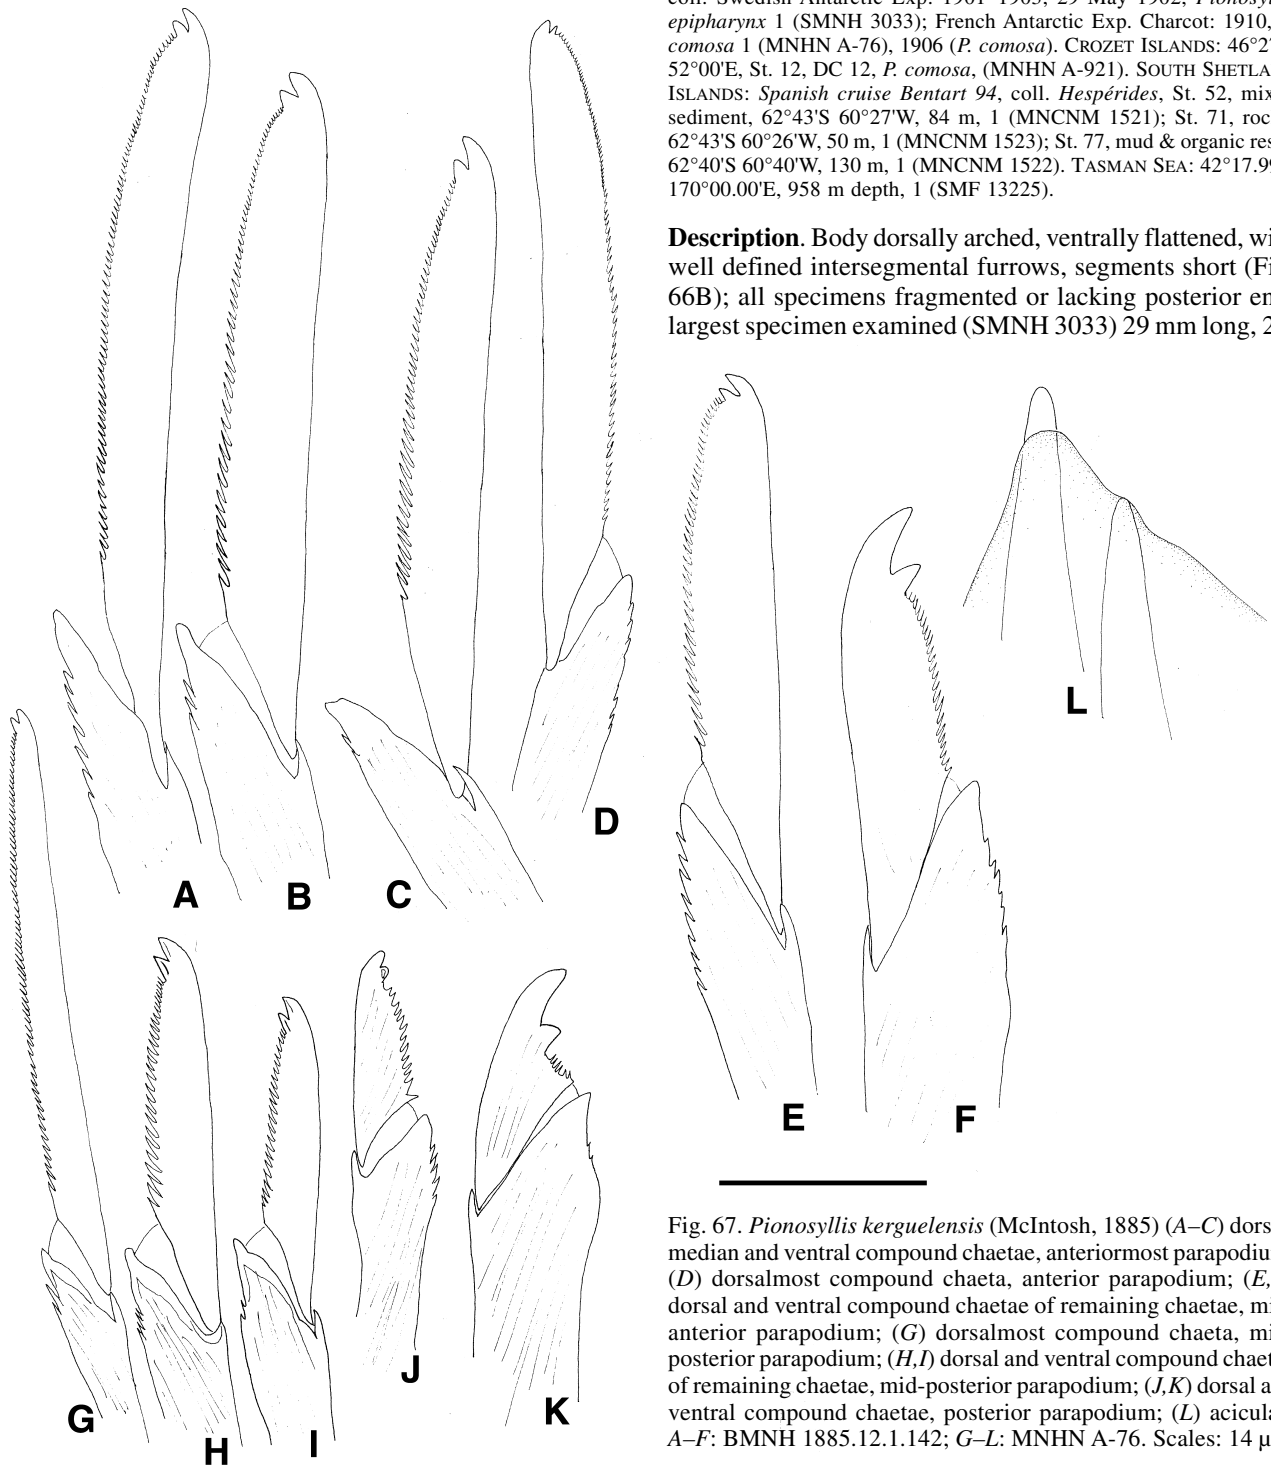 coll. Swedish Antarctic Exp. 1901–1903, 29 May 1902, Pionosyl
epipharynx 1 (SMNH 3033); French Antarctic Exp. Charcot: 1910,
comosa 1 (MNHN A-76), 1906 (P. comosa). CROZET ISLANDS: 46°2
52°00'E, St. 12, DC 12, P. comosa, (MNHN A-921). SOUTH SHETLA
ISLANDS: Spanish cruise Bentart 94, coll. Hespérides, St. 52, mix
sediment, 62°43'S 60°27'W, 84 m, 1 (MNCNM 1521); St. 71, roc
62°43'S 60°26'W, 50 m, 1 (MNCNM 1523); St. 77, mud & organic res
62°40'S 60°40'W, 130 m, 1 (MNCNM 1522). TASMAN SEA: 42°17.9
170°00.00'E, 958 m depth, 1 (SMF 13225).
Description. Body dorsally arched, ventrally flattened, wi
well defined intersegmental furrows, segments short (Fi
66B); all specimens fragmented or lacking posterior en
largest specimen examined (SMNH 3033) 29 mm long, 2
L
D
A
B
C
E
F
J
K
G
H
I
Fig. 67. Pionosyllis kerguelensis (McIntosh, 1885) (A–C) dors
median and ventral compound chaetae, anteriormost parapodiu
(D) dorsalmost compound chaeta, anterior parapodium; (E,
dorsal and ventral compound chaetae of remaining chaetae, mi
anterior parapodium; (G) dorsalmost compound chaeta, mi
posterior parapodium; (H,I) dorsal and ventral compound chaet
of remaining chaetae, mid-posterior parapodium; (J,K) dorsal a
ventral compound chaetae, posterior parapodium; (L) acicula
A–F: BMNH 1885.12.1.142; G–L: MNHN A-76. Scales: 14 µ